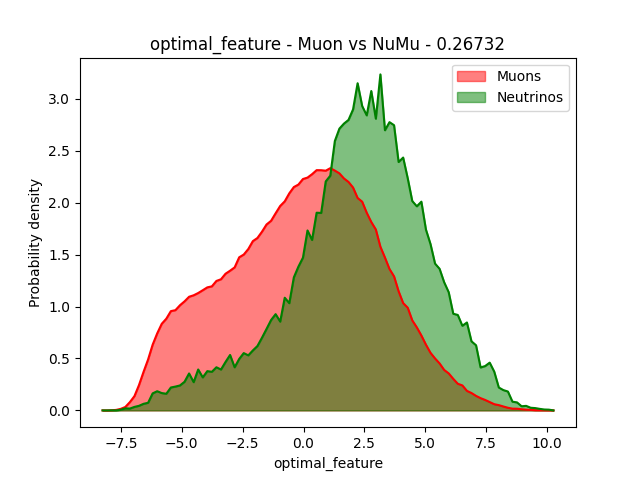 optimal_feature - Muon vs NuMu - 0.26732
Muons
Neutrinos
Probability density
3.0
2.5
2.0
1.5
1.0
0.5
0.0
−7.5 −5.0 −2.5 0.0 2.5 5.0 7.5 10.0
optimal_feature